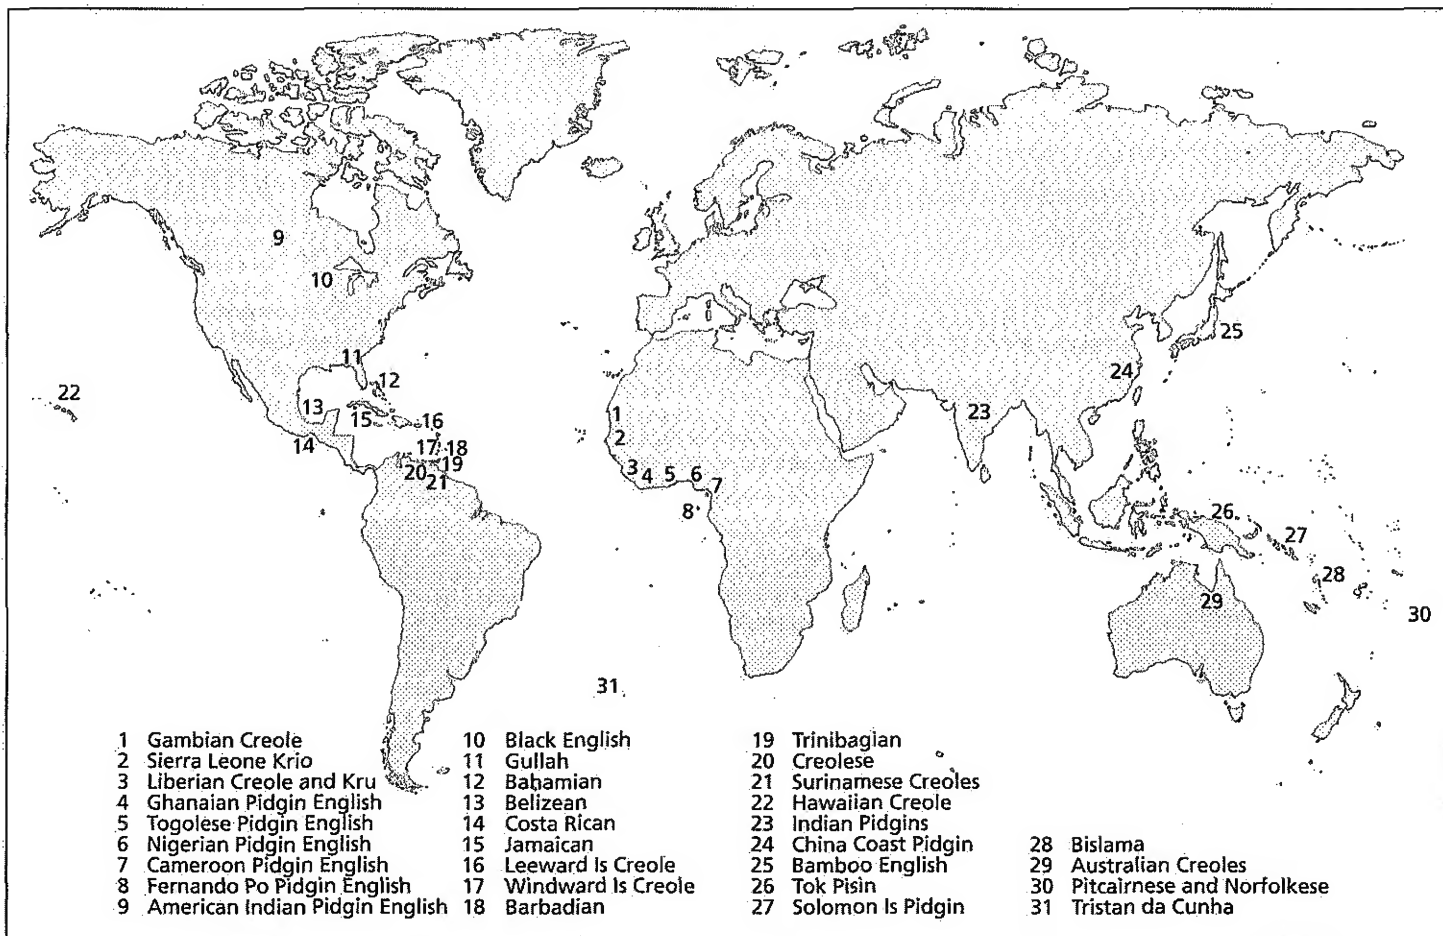 9
10
25
11
24
12
22
13
23
1
15
16
2
14
17
18
19
3
4
5
6
20
7
21
8
26
27
28
29
30
31
1 Gambian Creole
2 Sierra Leone Krio
3 Liberian Creole and Kru
4 Ghanaian Pidgin English
5 Togolese Pidgin English
6 Nigerian Pidgin English
7 Cameroon Pidgin English
8 Fernando Po Pidgin English
9 American Indian Pidgin English
10 Black English
11 Gullah
12 Bahamian
13 Belizean
14 Costa Rican
15 Jamaican
16 Leeward Is Creole
17 Windward Is Creole
18 Barbadian
19 Trinibagian
20 Creolese
21 Surinamese Creoles
22 Hawaiian Creole
23 Indian Pidgins
24 China Coast Pidgin
25 Bamboo English
26 Tok Pisin
27 Solomon Is Pidgin
28 Bislama
29 Australian Creoles
30 Pitcairnese and Norfolkese
31 Tristan da Cunha